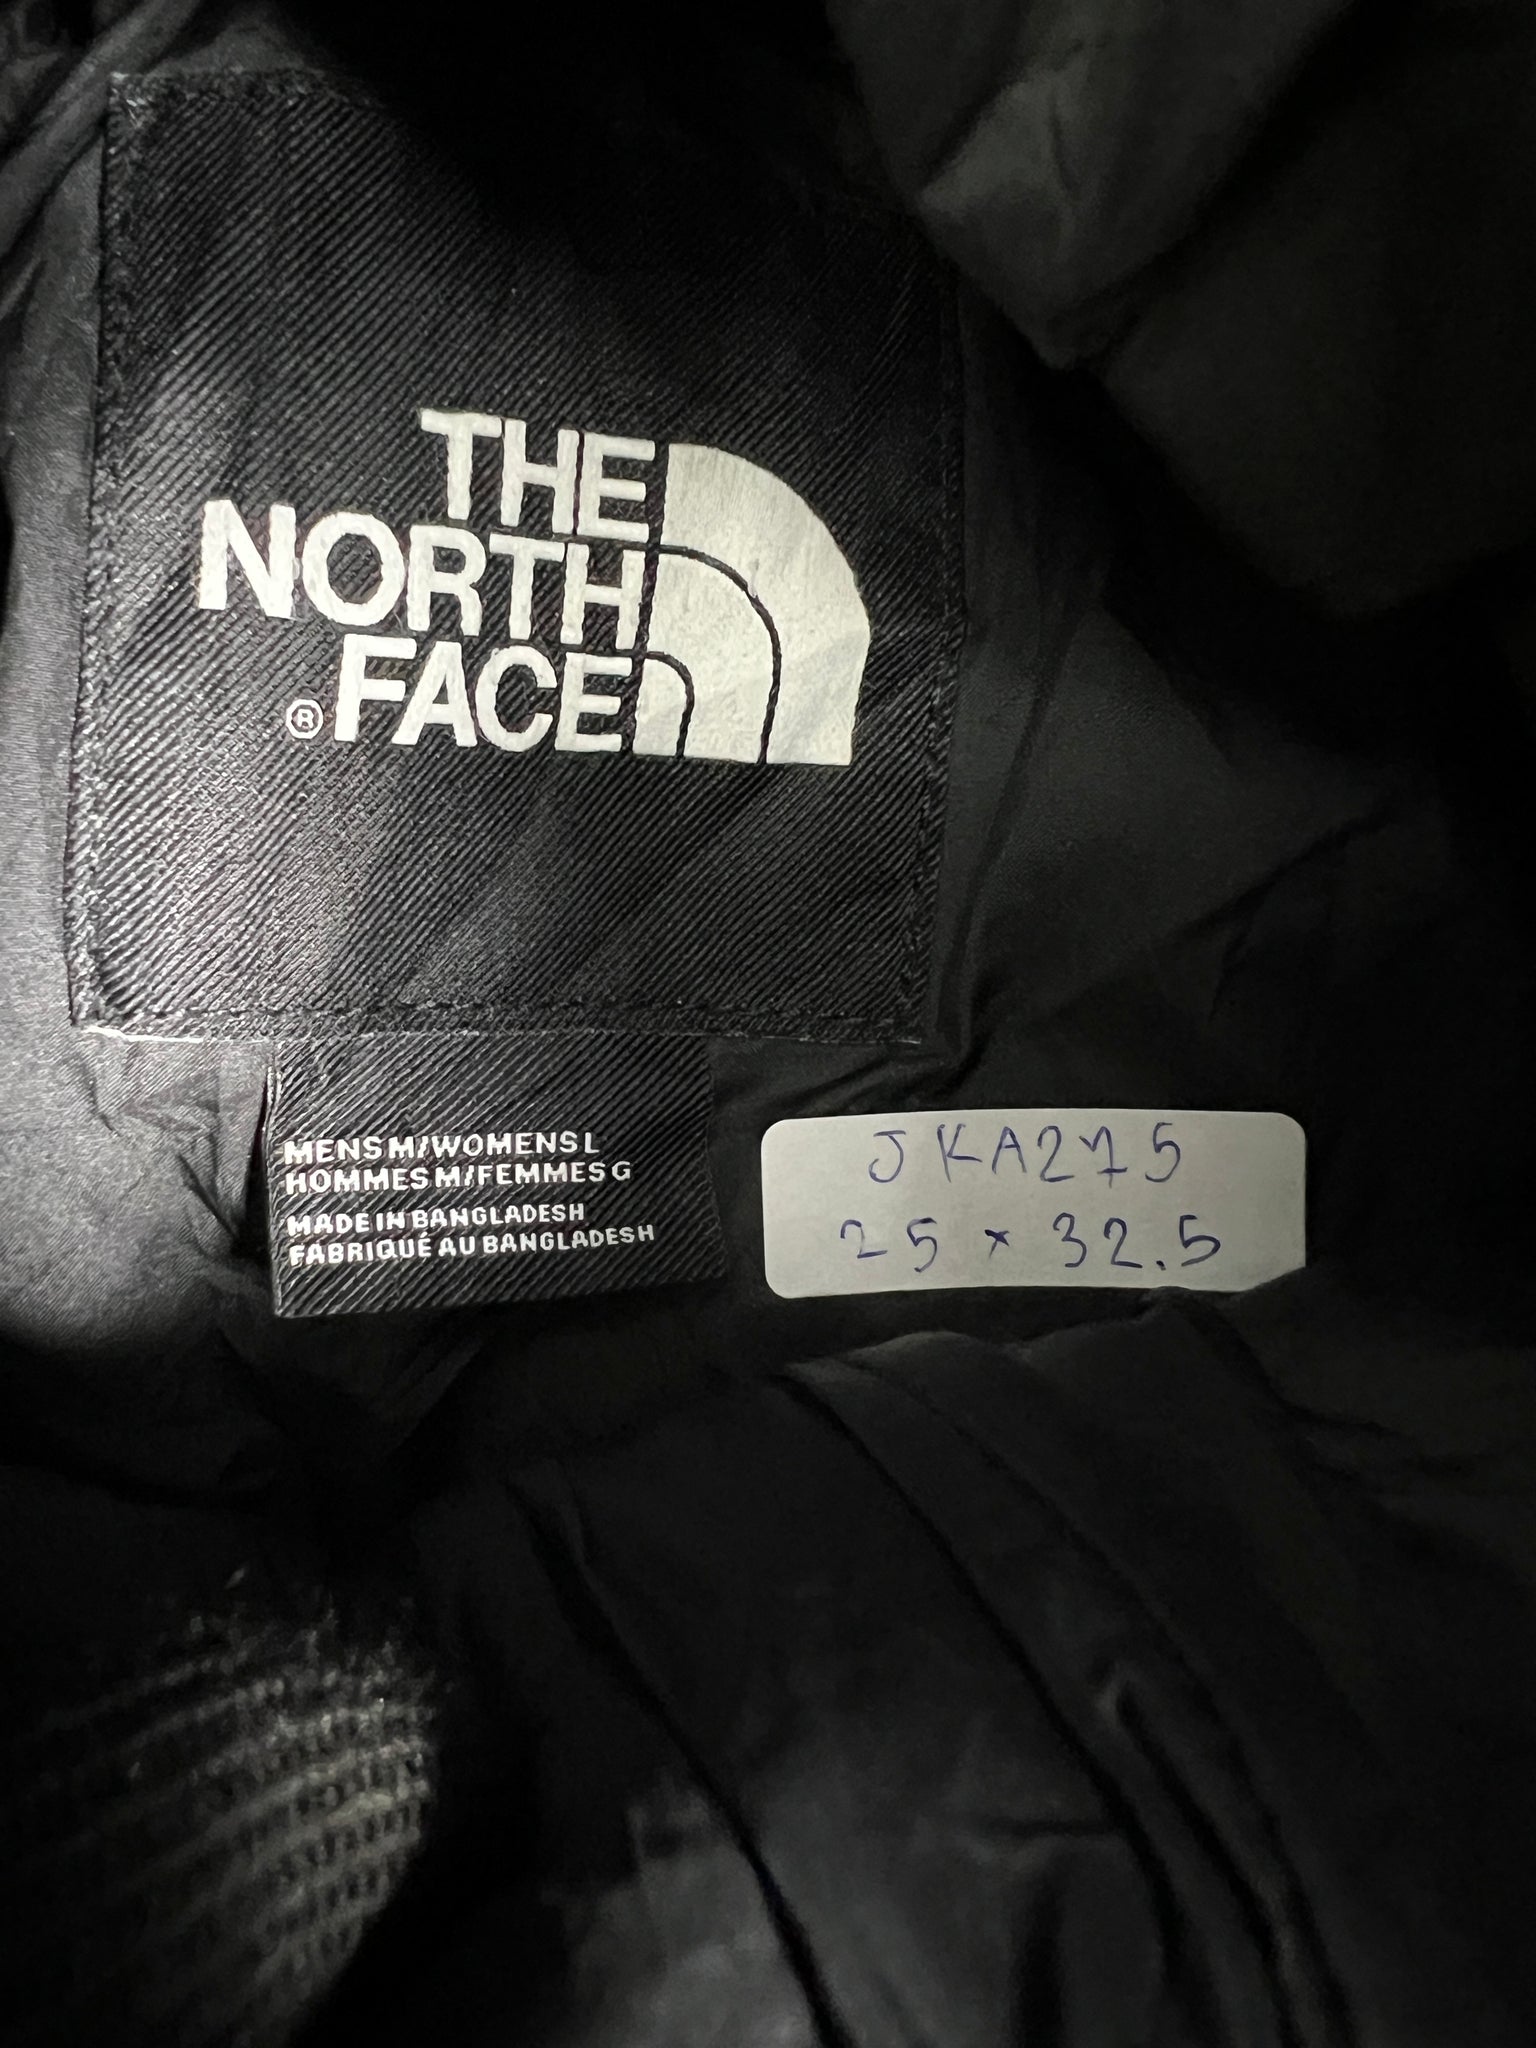 THE
NORTH
®FACE
MENS M/WOMENS L
HOMMES M/FEMMES G
MADE IN BANGLADESH
FABRIQUÉ AU BANGLADESH
JKA275
25 × 32.5